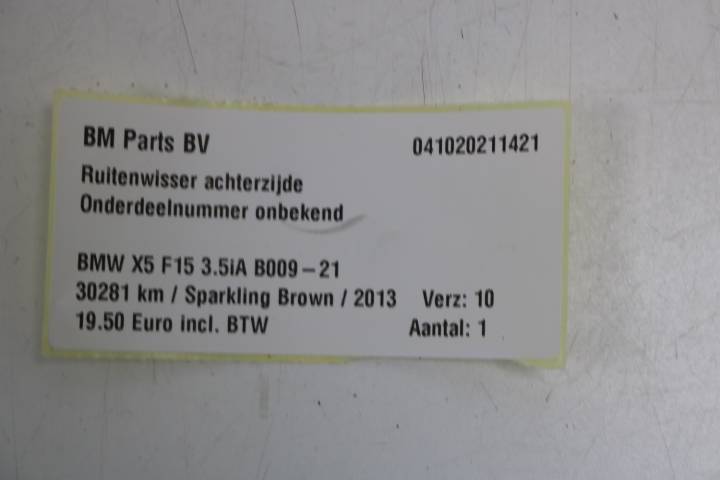 BM Parts BV 041020211421
Ruitenwisser achterzijde
Onderdeelnummer onbekend
BMW X5 F15 3.5iA B009-21
30281 km / Sparkling Brown / 2013 Verz: 10
19.50 Euro incl. BTW Aantal: 1